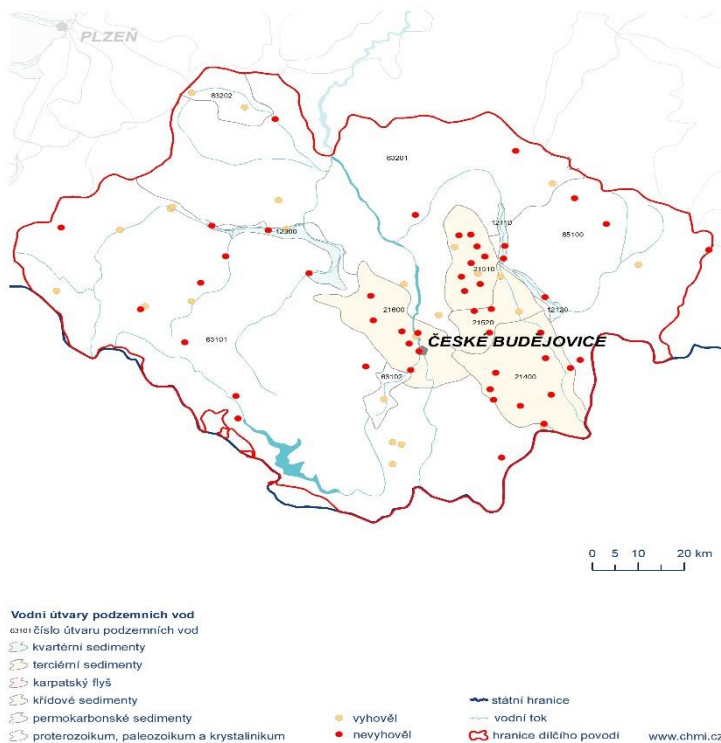 PLZEŇ
63202
63201
12110
65100
12300
21510
12120
21600
21520
ČESKÉ BUDĚJOVICE
63101
63102
21400
0 5 10 20 km
Vodní útvary podzemních vod
63101 číslo útvaru podzemních vod
kvartérní sedimenty
terciérní sedimenty
karpatský flyš
křídové sedimenty
permokarbonské sedimenty
proterozoikum, paleozoikum a krystalinikum
vyhověl
nevyhověl
státní hranice
vodní tok
hranice dílčího povodí
www.chmi.cz